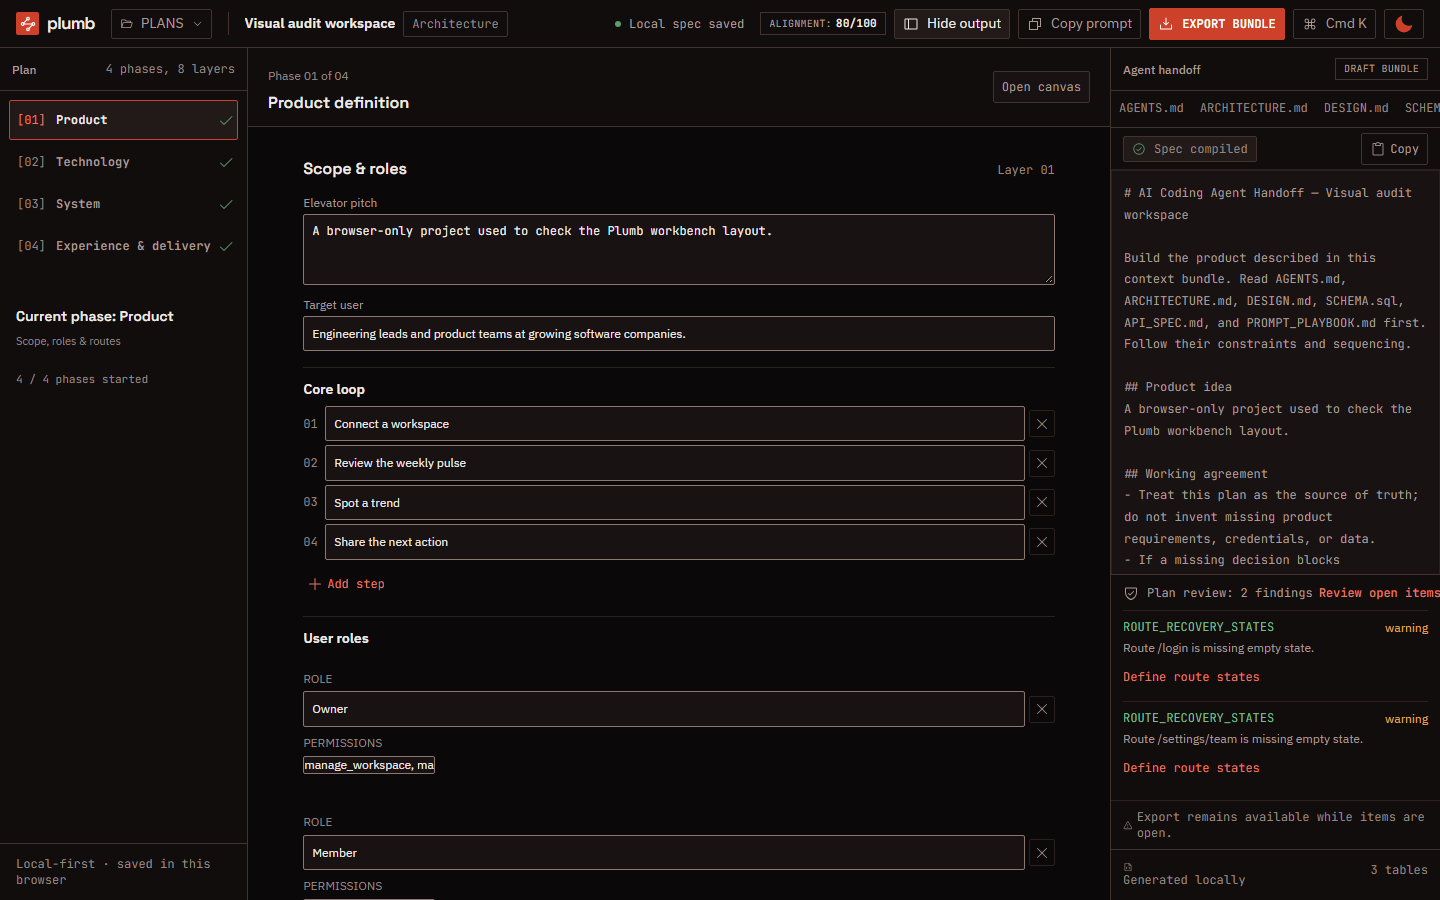 plumb
PLANS
Visual audit workspace
Architecture
Local spec saved
ALIGNMENT: 80/100
Hide output
Copy prompt
EXPORT BUNDLE
⌘ Cmd K
Plan
4 phases, 8 layers
[01] Product
[02] Technology
[03] System
[04] Experience & delivery
Current phase: Product
Scope, roles & routes
4 / 4 phases started
Local-first · saved in this
browser
Phase 01 of 04
Product definition
Open canvas
Scope & roles
Layer 01
Elevator pitch
A browser-only project used to check the Plumb workbench layout.
Target user
Engineering leads and product teams at growing software companies.
Core loop
01 Connect a workspace
02 Review the weekly pulse
03 Spot a trend
04 Share the next action
+ Add step
User roles
ROLE
Owner
PERMISSIONS
manage_workspace, ma
ROLE
Member
PERMISSIONS
Agent handoff
DRAFT BUNDLE
AGENTS.md
ARCHITECTURE.md
DESIGN.md
SCHEM
Spec compiled
Copy
# AI Coding Agent Handoff — Visual audit
workspace
Build the product described in this
context bundle. Read AGENTS.md,
ARCHITECTURE.md, DESIGN.md, SCHEMA.sql,
API_SPEC.md, and PROMPT_PLAYBOOK.md first.
Follow their constraints and sequencing.
## Product idea
A browser-only project used to check the
Plumb workbench layout.
## Working agreement
- Treat this plan as the source of truth;
do not invent missing product
requirements, credentials, or data.
- If a missing decision blocks
Plan review: 2 findings
Review open items
ROUTE_RECOVERY_STATES
warning
Route /login is missing empty state.
Define route states
ROUTE_RECOVERY_STATES
warning
Route /settings/team is missing empty state.
Define route states
Export remains available while items are
open.
Generated locally
3 tables